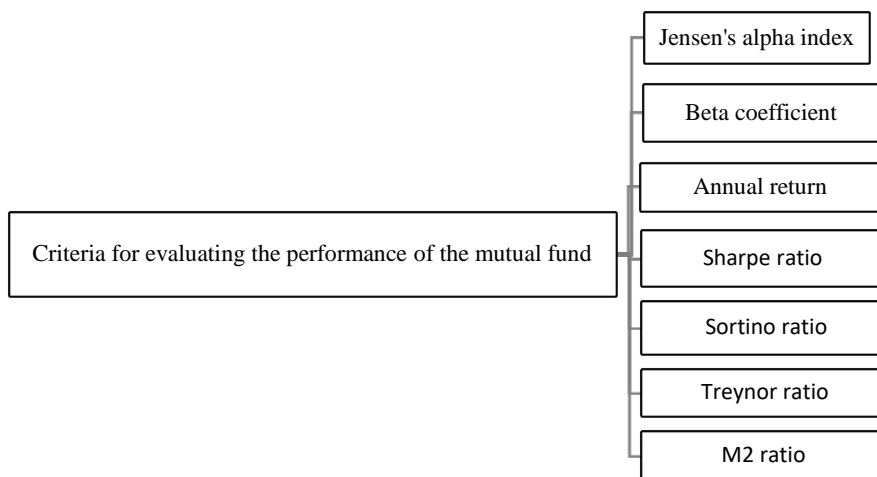 Jensen's alpha index
Beta coefficient
Annual return
Criteria for evaluating the performance of the mutual fund
Sharpe ratio
Sortino ratio
Treynor ratio
M2 ratio